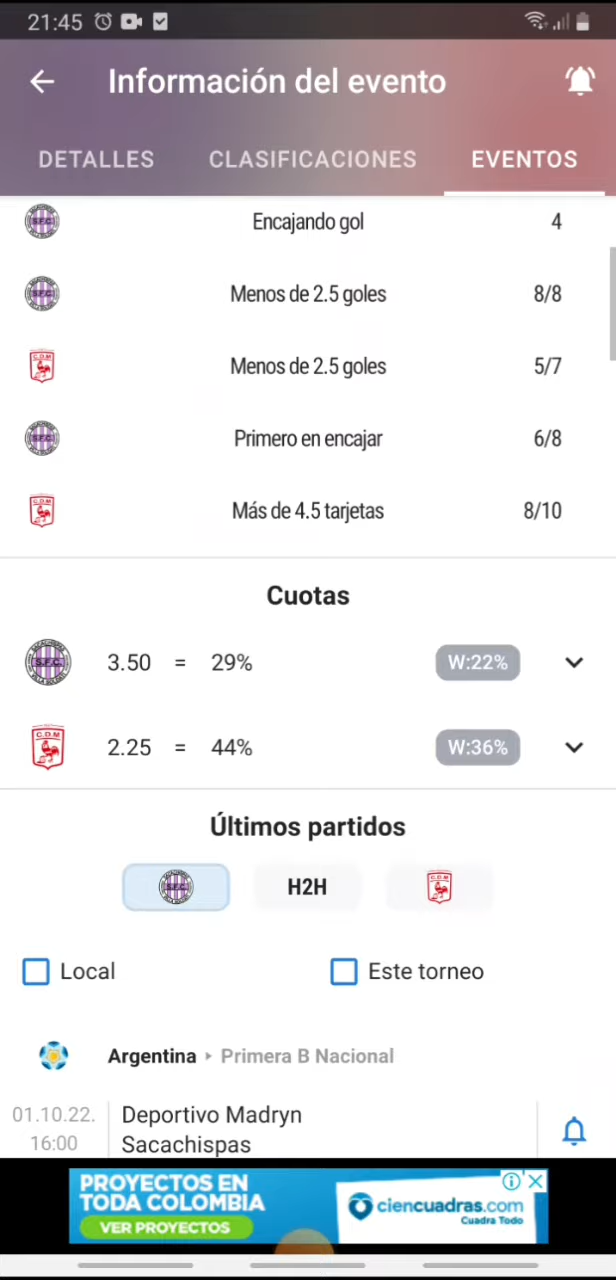 21:45
Información del evento
DETALLES CLASIFICACIONES EVENTOS
S.F.C. Encajando gol 4
S.F.C. Menos de 2.5 goles 8/8
C.D.M Menos de 2.5 goles 5/7
S.F.C. Primero en encajar 6/8
C.D.M Más de 4.5 tarjetas 8/10
Cuotas
SACACHISPAS S.F.C. 3.50 = 29% W:22%
C.D.M 2.25 = 44% W:36%
Últimos partidos
S.F.C. H2H C.D.M
Local Este torneo
Argentina Primera B Nacional
01.10.22. Deportivo Madryn
16:00 Sacachispas
PROYECTOS EN
TODA COLOMBIA
VER PROYECTOS
ciencuadras.com
Cuadra Todo